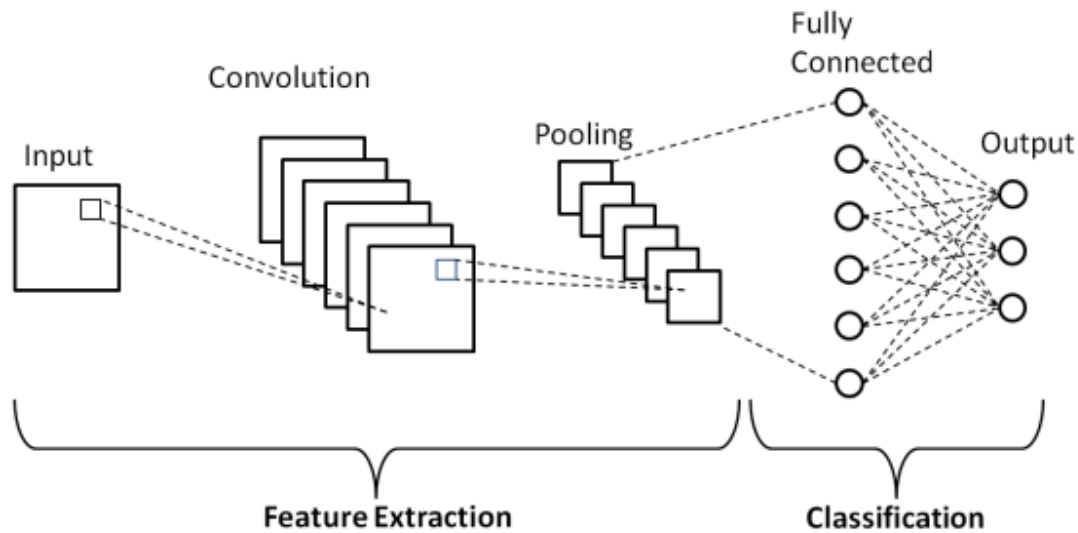 Input
Convolution
Pooling
Fully
Connected
Output
Feature Extraction
Classification